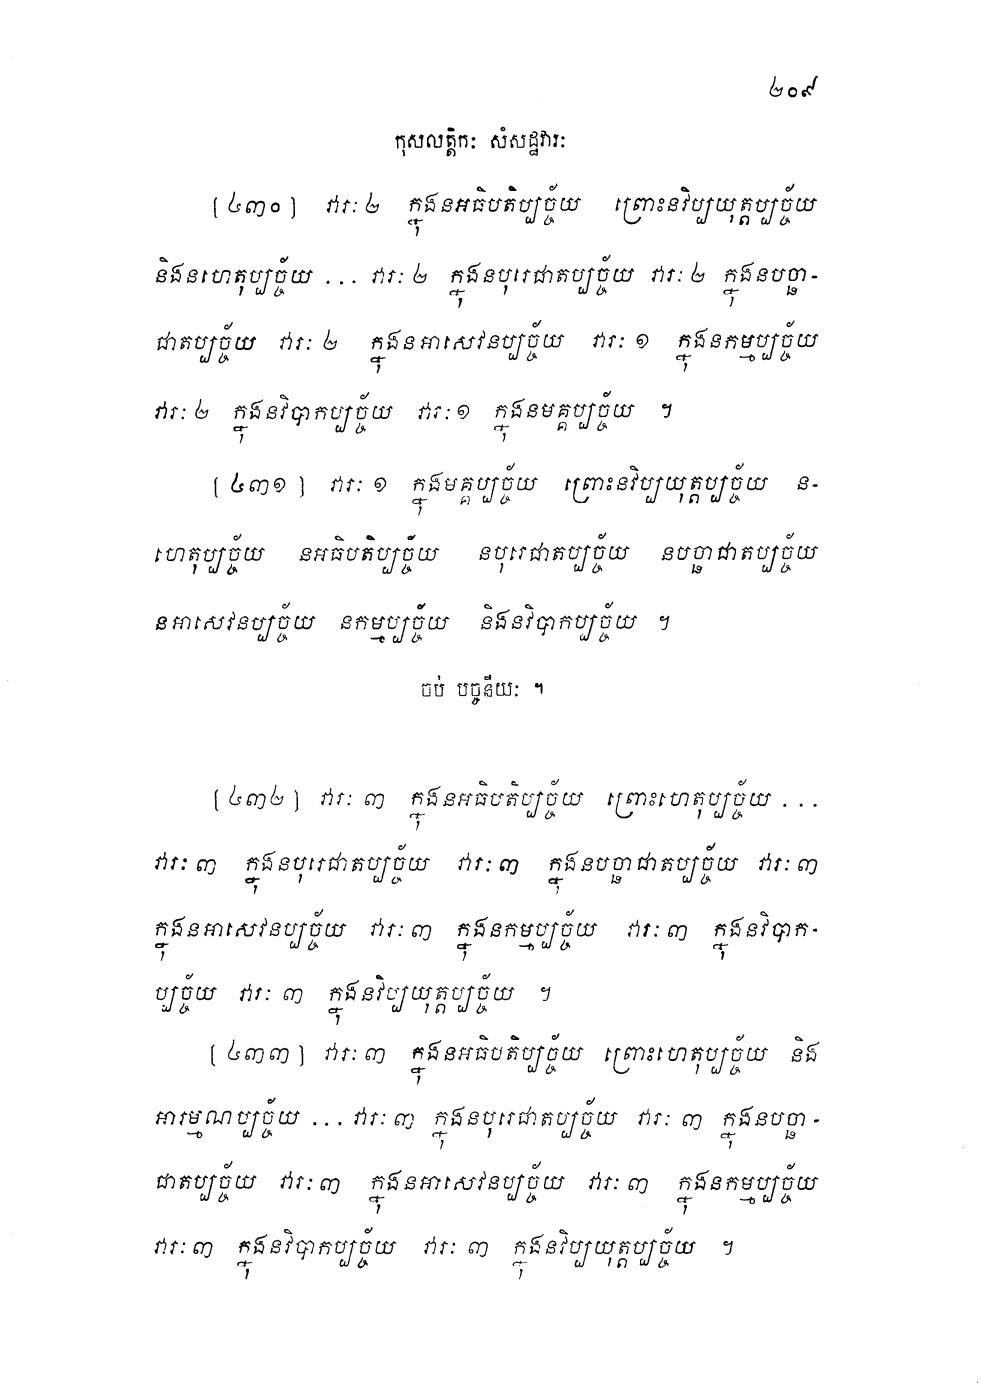 ២០៩
កុសលត្តិកៈ សំសដ្ឋវារៈ
[៤៣០] វារៈ ២ ក្នុងនអធិបតិប្បច្ច័យ ព្រោះនវិប្បយុត្តប្បច្ច័យ
និងនហេតុប្បច្ច័យ ... វារៈ ២ ក្នុងនបុរេជាតប្បច្ច័យ វារៈ ២ ក្នុងនបច្ឆា-
ជាតប្បច្ច័យ វារៈ ២ ក្នុងនអាសេវនប្បច្ច័យ វារៈ ១ ក្នុងនកម្មប្បច្ច័យ
វារៈ ២ ក្នុងនវិបាកប្បច្ច័យ វារៈ ១ ក្នុងនមគ្គប្បច្ច័យ ។
[៤៣១] វារៈ ១ ក្នុងមគ្គប្បច្ច័យ ព្រោះនវិប្បយុត្តប្បច្ច័យ ន-
ហេតុប្បច្ច័យ នអធិបតិប្បច្ច័យ នបុរេជាតប្បច្ច័យ នបច្ឆាជាតប្បច្ច័យ
នអាសេវនប្បច្ច័យ នកម្មប្បច្ច័យ និងនវិបាកប្បច្ច័យ ។
ចប់ បច្ចនីយៈ ។
[៤៣២] វារៈ ៣ ក្នុងនអធិបតិប្បច្ច័យ ព្រោះហេតុប្បច្ច័យ ...
វារៈ ៣ ក្នុងនបុរេជាតប្បច្ច័យ វារៈ ៣ ក្នុងនបច្ឆាជាតប្បច្ច័យ វារៈ ៣
ក្នុងនអាសេវនប្បច្ច័យ វារៈ ៣ ក្នុងនកម្មប្បច្ច័យ វារៈ ៣ ក្នុងនវិបាក-
ប្បច្ច័យ វារៈ ៣ ក្នុងនវិប្បយុត្តប្បច្ច័យ ។
[៤៣៣] វារៈ ៣ ក្នុងនអធិបតិប្បច្ច័យ ព្រោះហេតុប្បច្ច័យ និង
អារម្មណប្បច្ច័យ ... វារៈ ៣ ក្នុងនបុរេជាតប្បច្ច័យ វារៈ ៣ ក្នុងនបច្ឆា-
ជាតប្បច្ច័យ វារៈ ៣ ក្នុងនអាសេវនប្បច្ច័យ វារៈ ៣ ក្នុងនកម្មប្បច្ច័យ
វារៈ ៣ ក្នុងនវិបាកប្បច្ច័យ វារៈ ៣ ក្នុងនវិប្បយុត្តប្បច្ច័យ ។